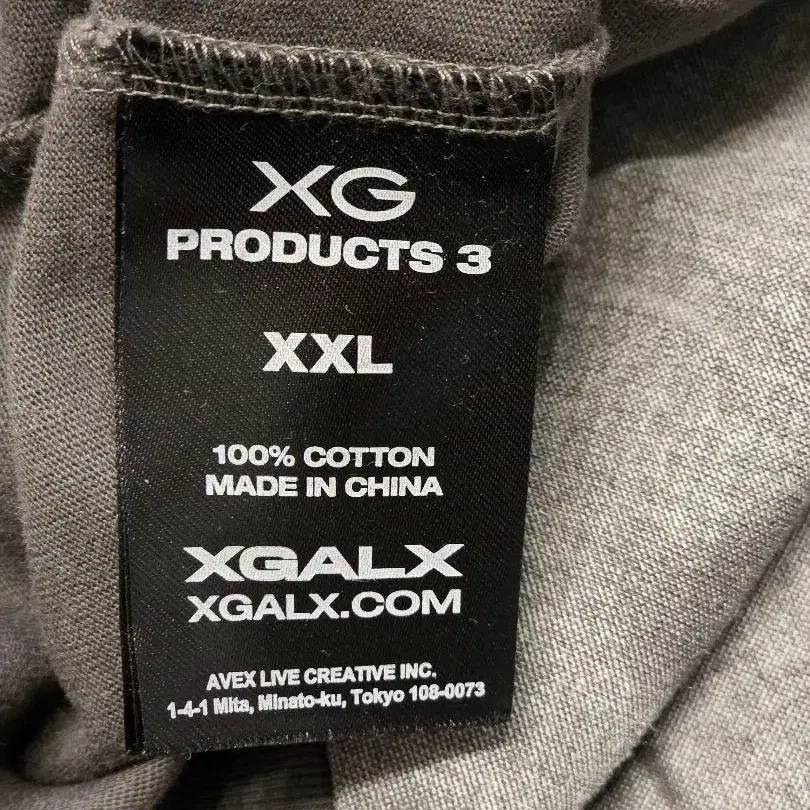 XG
PRODUCTS 3
XXL
100% COTTON
MADE IN CHINA
XGALX
XGALX.COM
AVEX LIVE CREATIVE INC.
1-4-1 Mita, Minato-ku, Tokyo 108-0073